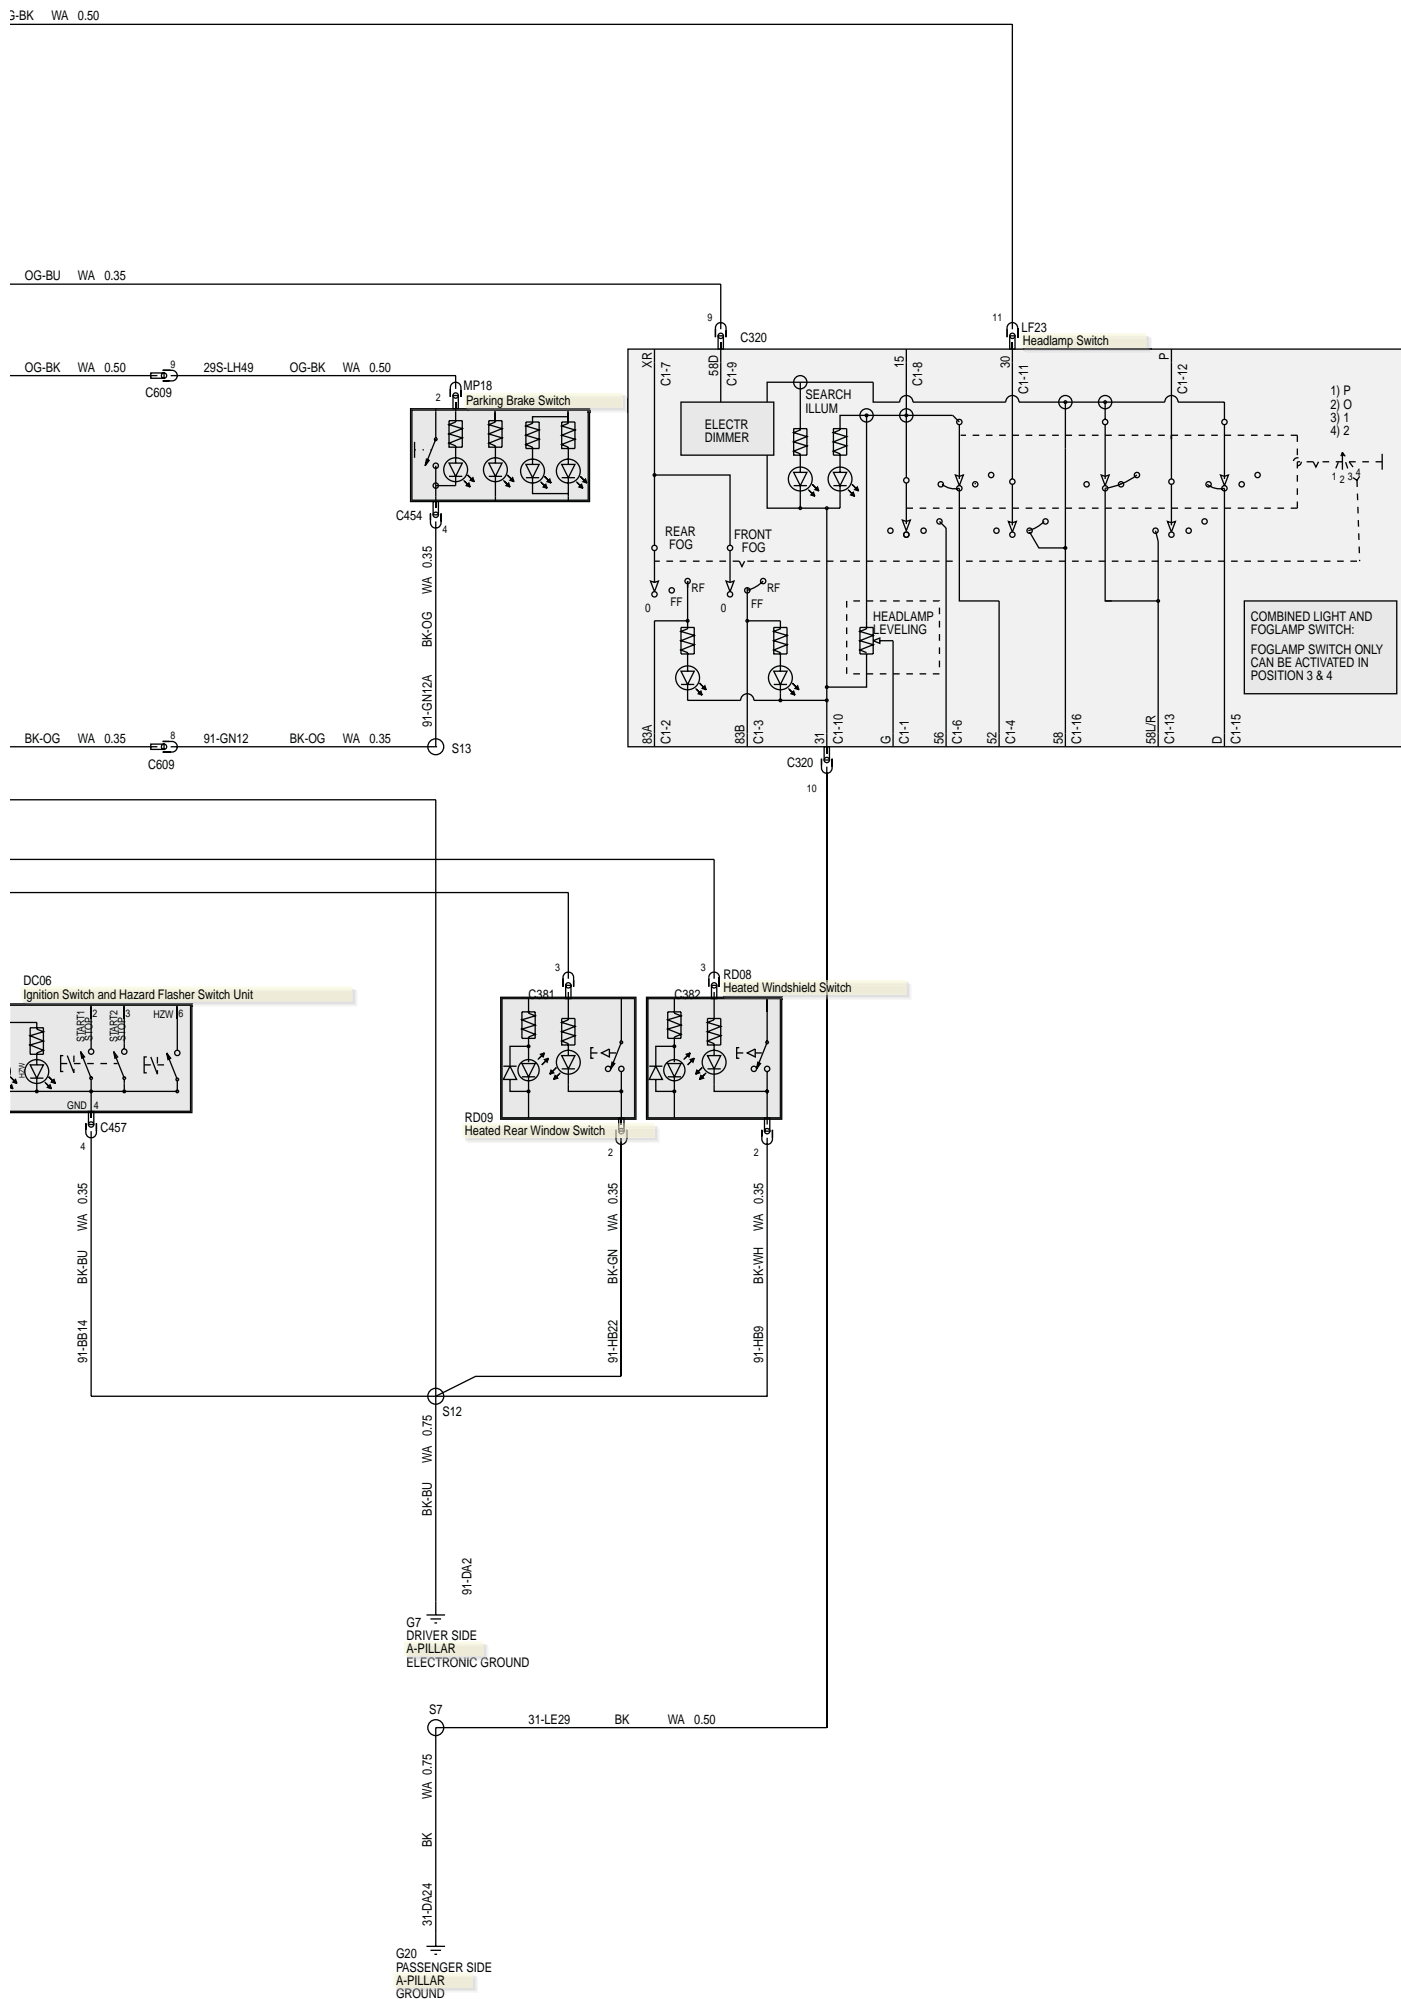 G-BK WA 0.50
OG-BU WA 0.35
9
C320
11
LF23
Headlamp Switch
OG-BK WA 0.50
9
C609
29S-LH49
OG-BK WA 0.50
2
MP18
Parking Brake Switch
C454
4
XR
C1-7
58D
C1-9
15
C1-8
30
C1-11
P
C1-12
ELECTR
DIMMER
SEARCH
ILLUM
1) P
2) O
3) 1
4) 2
1 2 3 4
REAR
FOG
FRONT
FOG
0
FF
RF
0
FF
RF
HEADLAMP
LEVELING
COMBINED LIGHT AND
FOGLAMP SWITCH:
FOGLAMP SWITCH ONLY
CAN BE ACTIVATED IN
POSITION 3 & 4
83A
C1-2
83B
C1-3
31
C1-10
G
C1-1
56
C1-6
52
C1-4
58
C1-16
58L/R
C1-13
D
C1-15
91-GN12A BK-OG WA 0.35
BK-OG WA 0.35
8
C609
91-GN12
BK-OG WA 0.35
S13
C320
10
DC06
Ignition Switch and Hazard Flasher Switch Unit
HZW
START1
STOP
2
START2
STOP
3
HZW 6
GND 4
C457
4
3
C381
3
C382
RD08
Heated Windshield Switch
RD09
Heated Rear Window Switch
2
2
91-BB14 BK-BU WA 0.35
91-HB22 BK-GN WA 0.35
91-HB9 BK-WH WA 0.35
S12
BK-BU WA 0.75
91-DA2
G7
DRIVER SIDE
A-PILLAR
ELECTRONIC GROUND
S7
31-LE29 BK WA 0.50
31-DA24 BK WA 0.75
G20
PASSENGER SIDE
A-PILLAR
GROUND